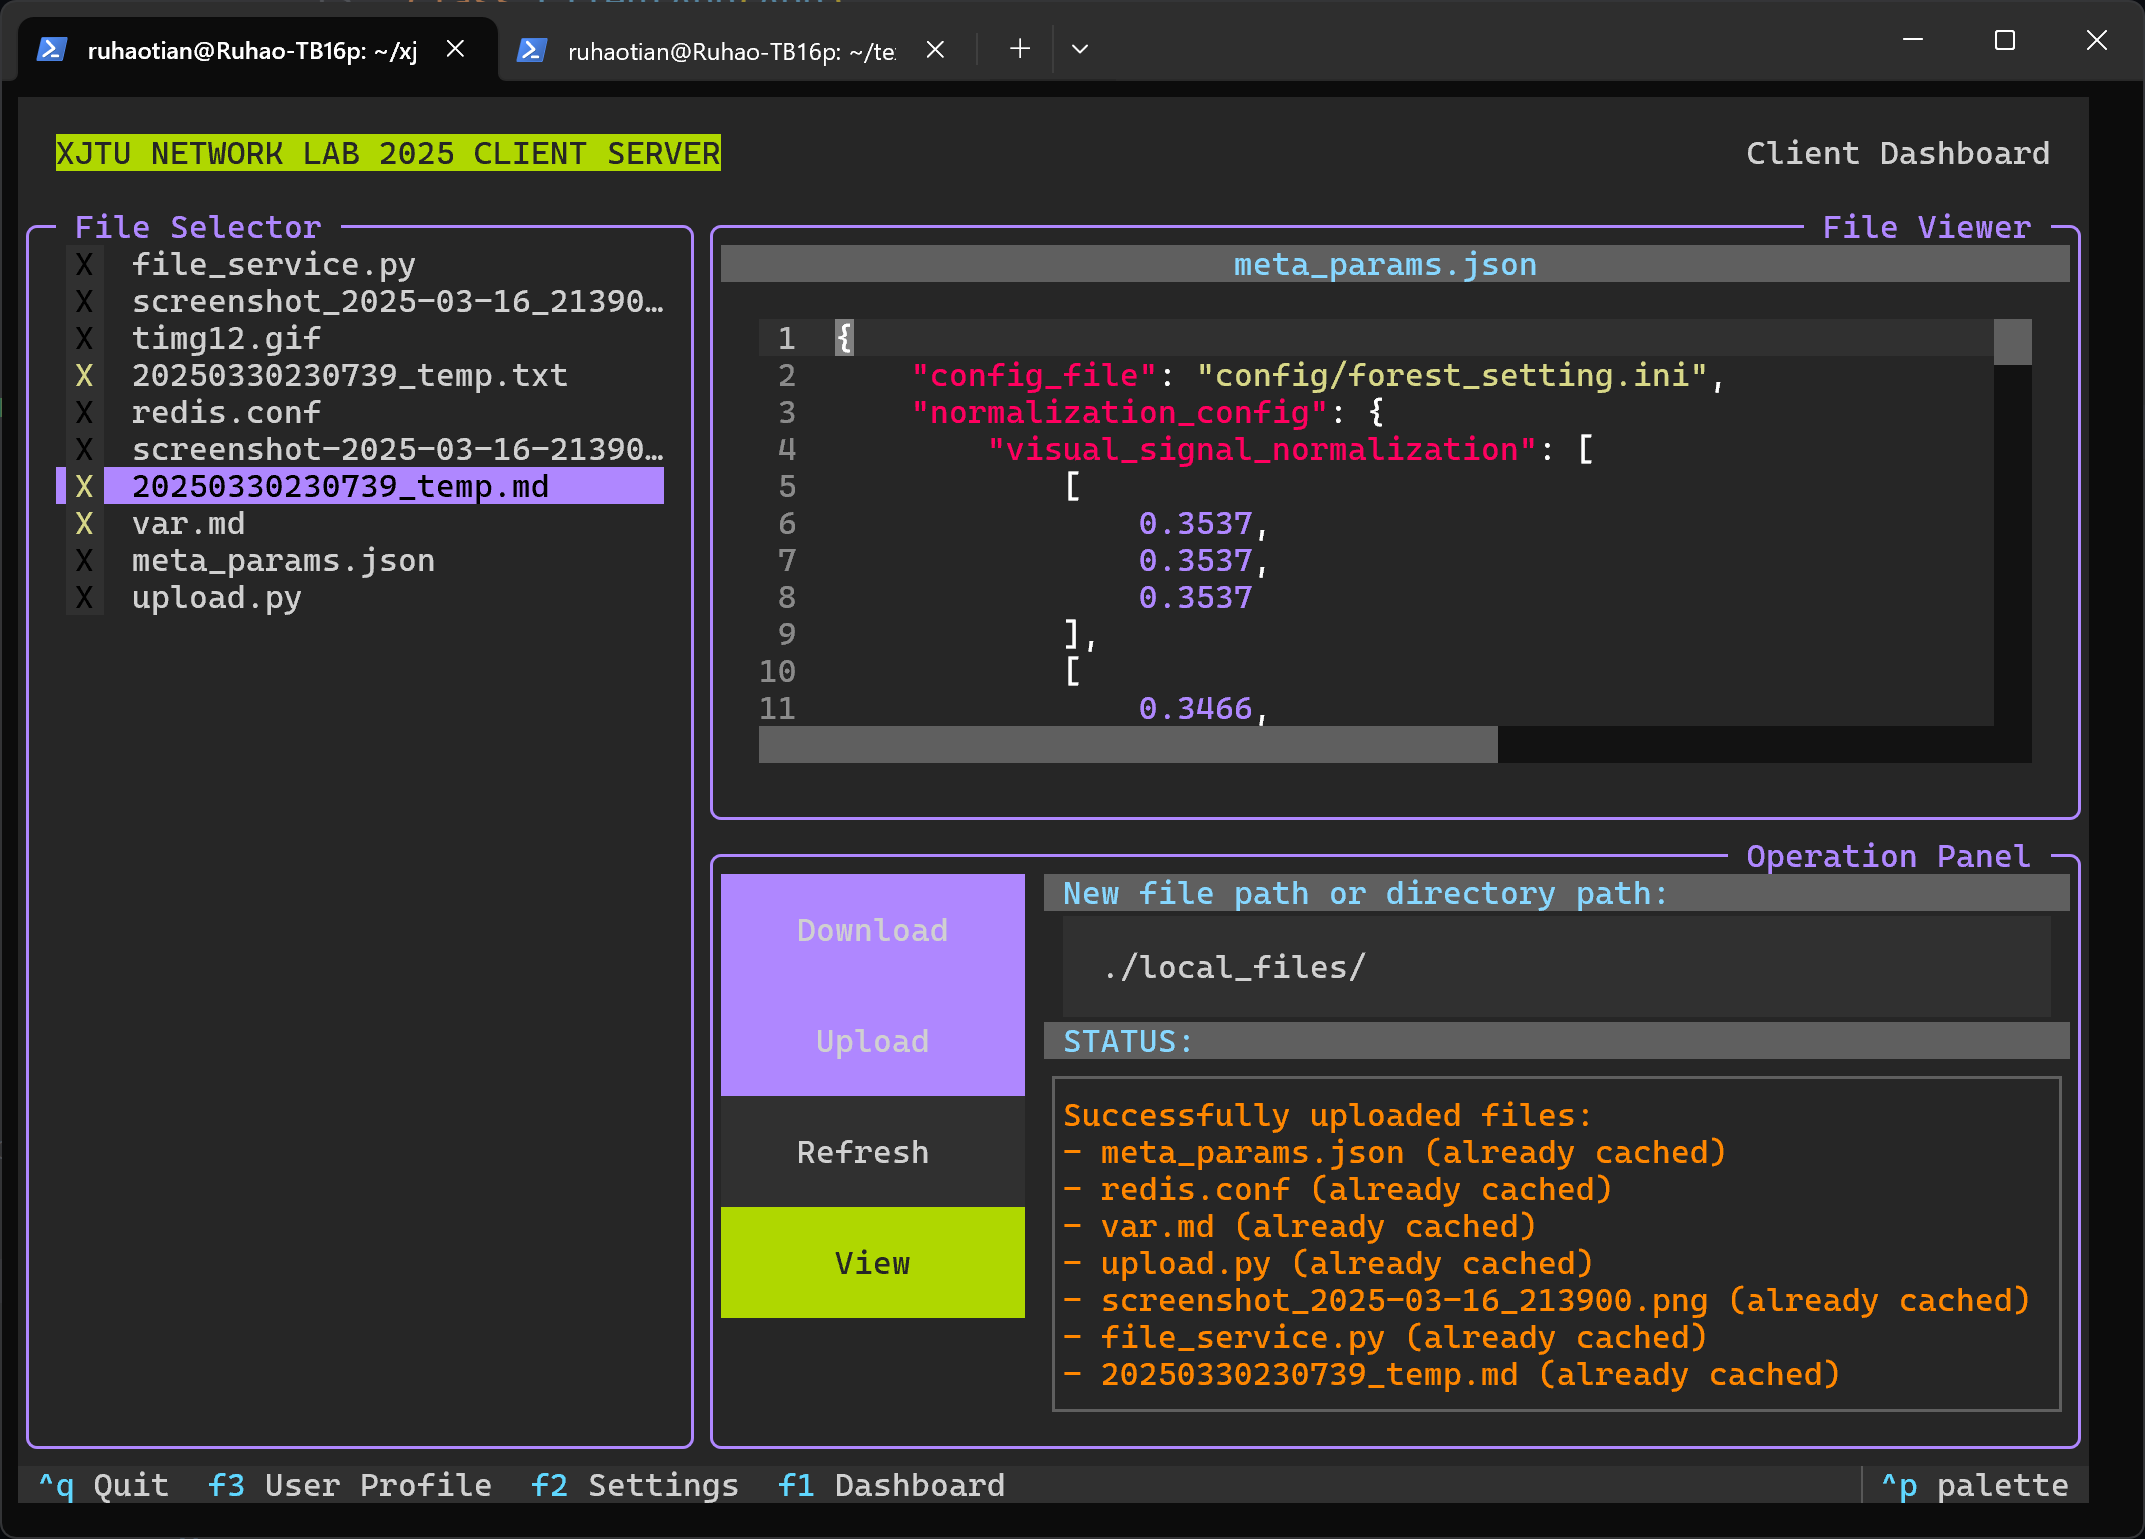 ruhaotian@Ruhao-TB16p: ~/xj
ruhaotian@Ruhao-TB16p: ~/te
XJTU NETWORK LAB 2025 CLIENT SERVER
Client Dashboard
File Selector
X file_service.py
X screenshot_2025-03-16_21390…
X timg12.gif
X 20250330230739_temp.txt
X redis.conf
X screenshot-2025-03-16-21390…
X 20250330230739_temp.md
X var.md
X meta_params.json
X upload.py
File Viewer
meta_params.json
1 {
2 "config_file": "config/forest_setting.ini",
3 "normalization_config": {
4 "visual_signal_normalization": [
5 [
6 0.3537,
7 0.3537,
8 0.3537
9 ],
10 [
11 0.3466,
Operation Panel
Download
Upload
Refresh
View
New file path or directory path:
./local_files/
STATUS:
Successfully uploaded files:
- meta_params.json (already cached)
- redis.conf (already cached)
- var.md (already cached)
- upload.py (already cached)
- screenshot_2025-03-16_213900.png (already cached)
- file_service.py (already cached)
- 20250330230739_temp.md (already cached)
^q Quit f3 User Profile f2 Settings f1 Dashboard
^p palette